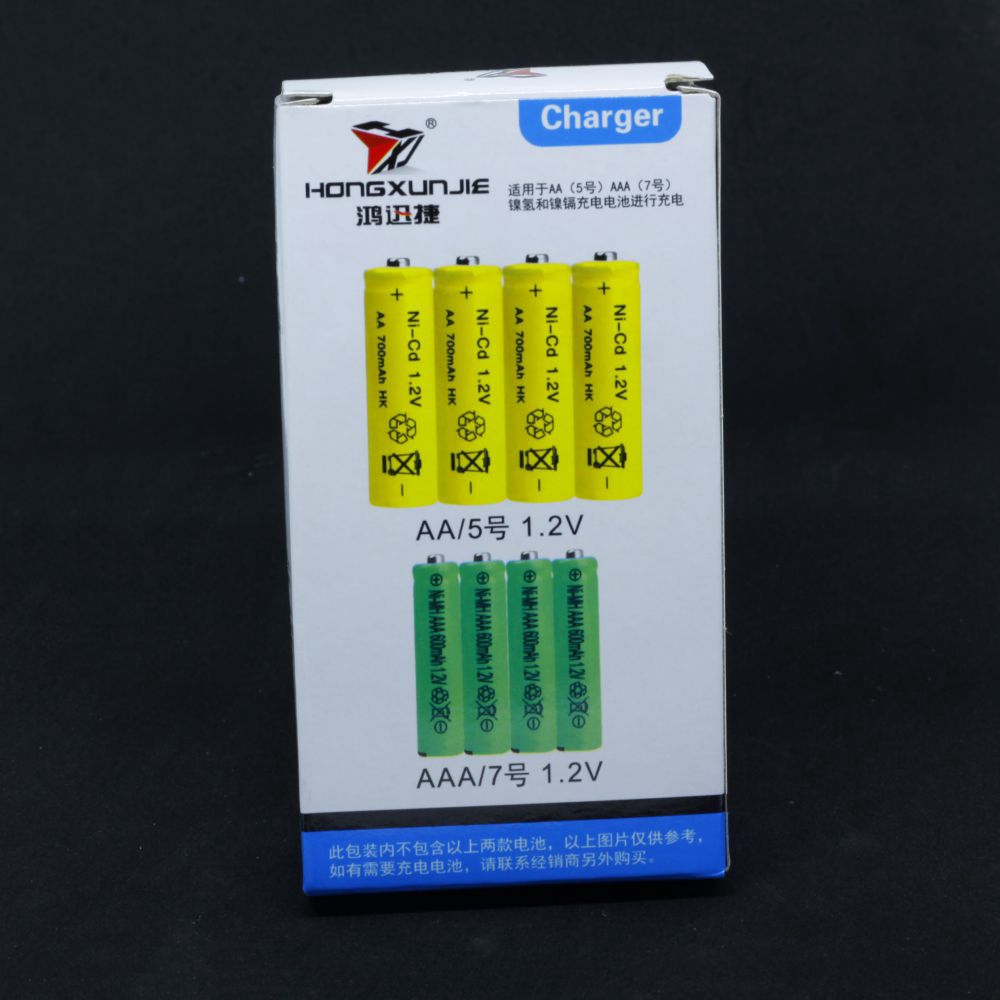 Charger
®
HONGXUNJIE
鸿迅捷
适用于AA（5号）AAA（7号）
镍氢和镍镉充电电池进行充电
+ Ni-Cd 1.2V −
AA 700mAh HK
+ Ni-Cd 1.2V −
AA 700mAh HK
+ Ni-Cd 1.2V −
AA 700mAh HK
+ Ni-Cd 1.2V −
AA 700mAh HK
AA/5号 1.2V
+ Ni-MH AAA 600mAh 1.2V −
+ Ni-MH AAA 600mAh 1.2V −
+ Ni-MH AAA 600mAh 1.2V −
+ Ni-MH AAA 600mAh 1.2V −
AAA/7号 1.2V
此包装内不包含以上两款电池，以上图片仅供参考，
如有需要充电电池，请联系经销商另外购买。